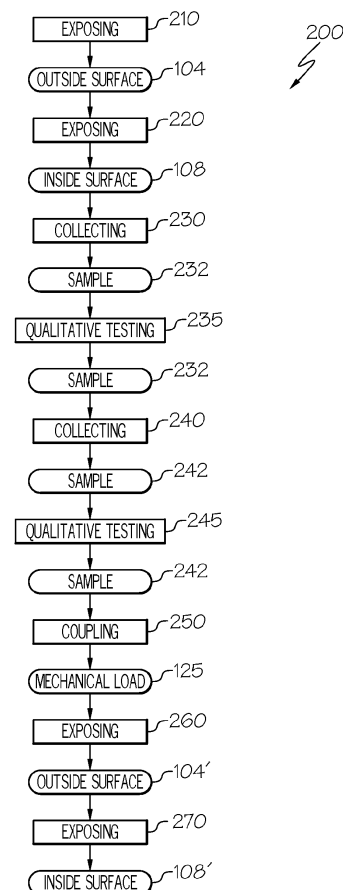 EXPOSING 210
200
OUTSIDE SURFACE 104
EXPOSING 220
INSIDE SURFACE 108
COLLECTING 230
SAMPLE 232
QUALITATIVE TESTING 235
SAMPLE 232
COLLECTING 240
SAMPLE 242
QUALITATIVE TESTING 245
SAMPLE 242
COUPLING 250
MECHANICAL LOAD 125
EXPOSING 260
OUTSIDE SURFACE 104'
EXPOSING 270
INSIDE SURFACE 108'